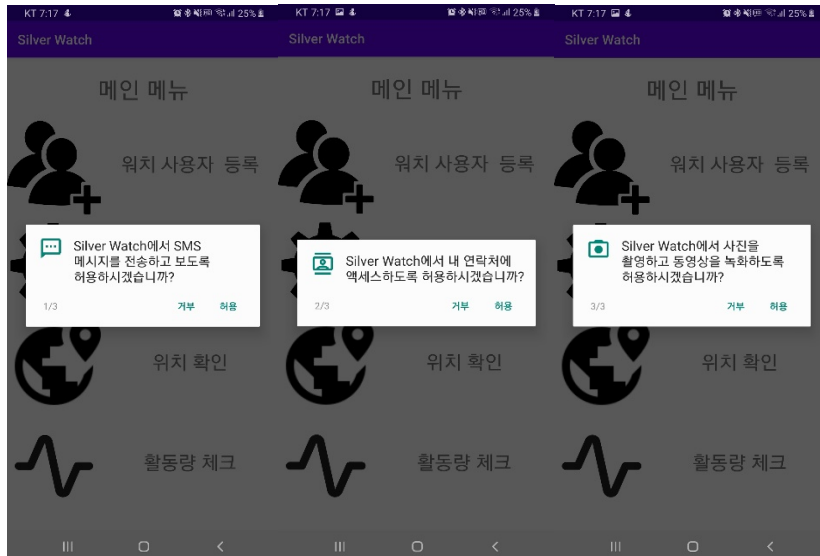 KT 7:17
25%
Silver Watch
메인 메뉴
워치 사용자 등록
Silver Watch에서 SMS
메시지를 전송하고 보도록
허용하시겠습니까?
1/3
거부 허용
위치 확인
활동량 체크
KT 7:17
25%
Silver Watch
메인 메뉴
워치 사용자 등록
Silver Watch에서 내 연락처에
액세스하도록 허용하시겠습니까?
2/3
거부 허용
위치 확인
활동량 체크
KT 7:17
25%
Silver Watch
메인 메뉴
워치 사용자 등록
Silver Watch에서 사진을
촬영하고 동영상을 녹화하도록
허용하시겠습니까?
3/3
거부 허용
위치 확인
활동량 체크